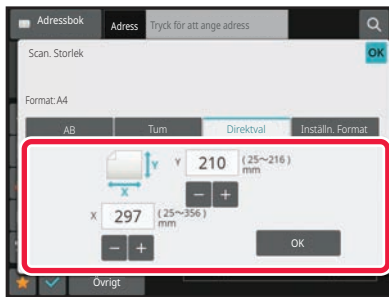 Adressbok
Adress
Tryck för att ange adress
Scan. Storlek
OK
Format: A4
AB
Tum
Direktval
Inställn. Format
Y
X
Y 210 (25~216) mm
X 297 (25~356) mm
OK
Övrigt